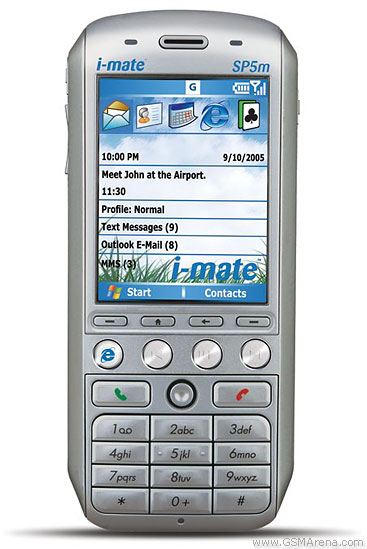 i-mate SP5m
G
10:00 PM 9/10/2005
Meet John at the Airport.
11:30
Profile: Normal
Text Messages (9)
Outlook E-Mail (8)
MMS (3)
i-mate™
Start Contacts
1 2abc 3def
4ghi 5jkl 6mno
7pqrs 8tuv 9wxyz
* 0+ #
© www.GSMArena.com